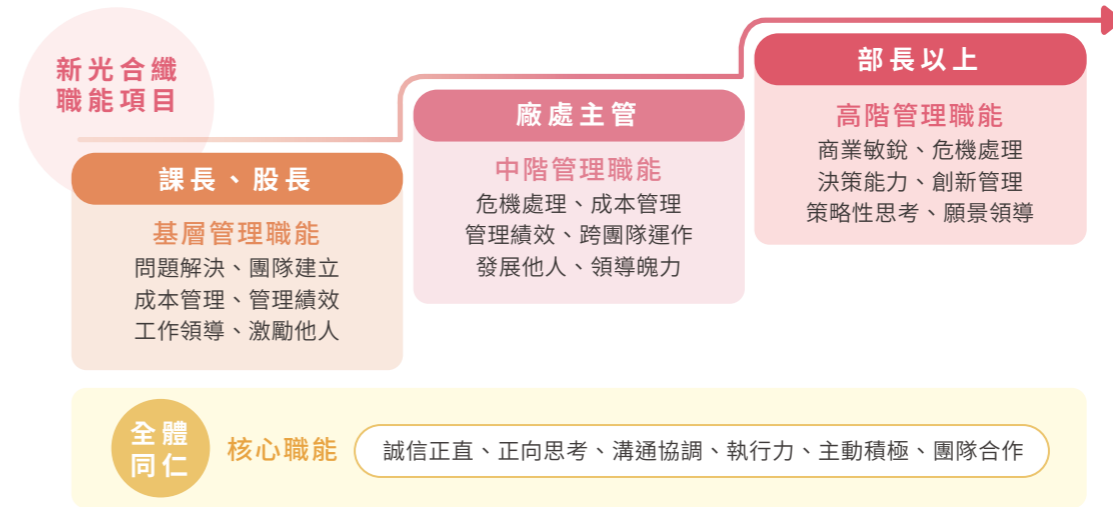 新光合纖
職能項目
課長、股長
基層管理職能
問題解決、團隊建立
成本管理、管理績效
工作領導、激勵他人
廠處主管
中階管理職能
危機處理、成本管理
管理績效、跨團隊運作
發展他人、領導魄力
部長以上
高階管理職能
商業敏銳、危機處理
決策能力、創新管理
策略性思考、願景領導
全體
同仁
核心職能
誠信正直、正向思考、溝通協調、執行力、主動積極、團隊合作